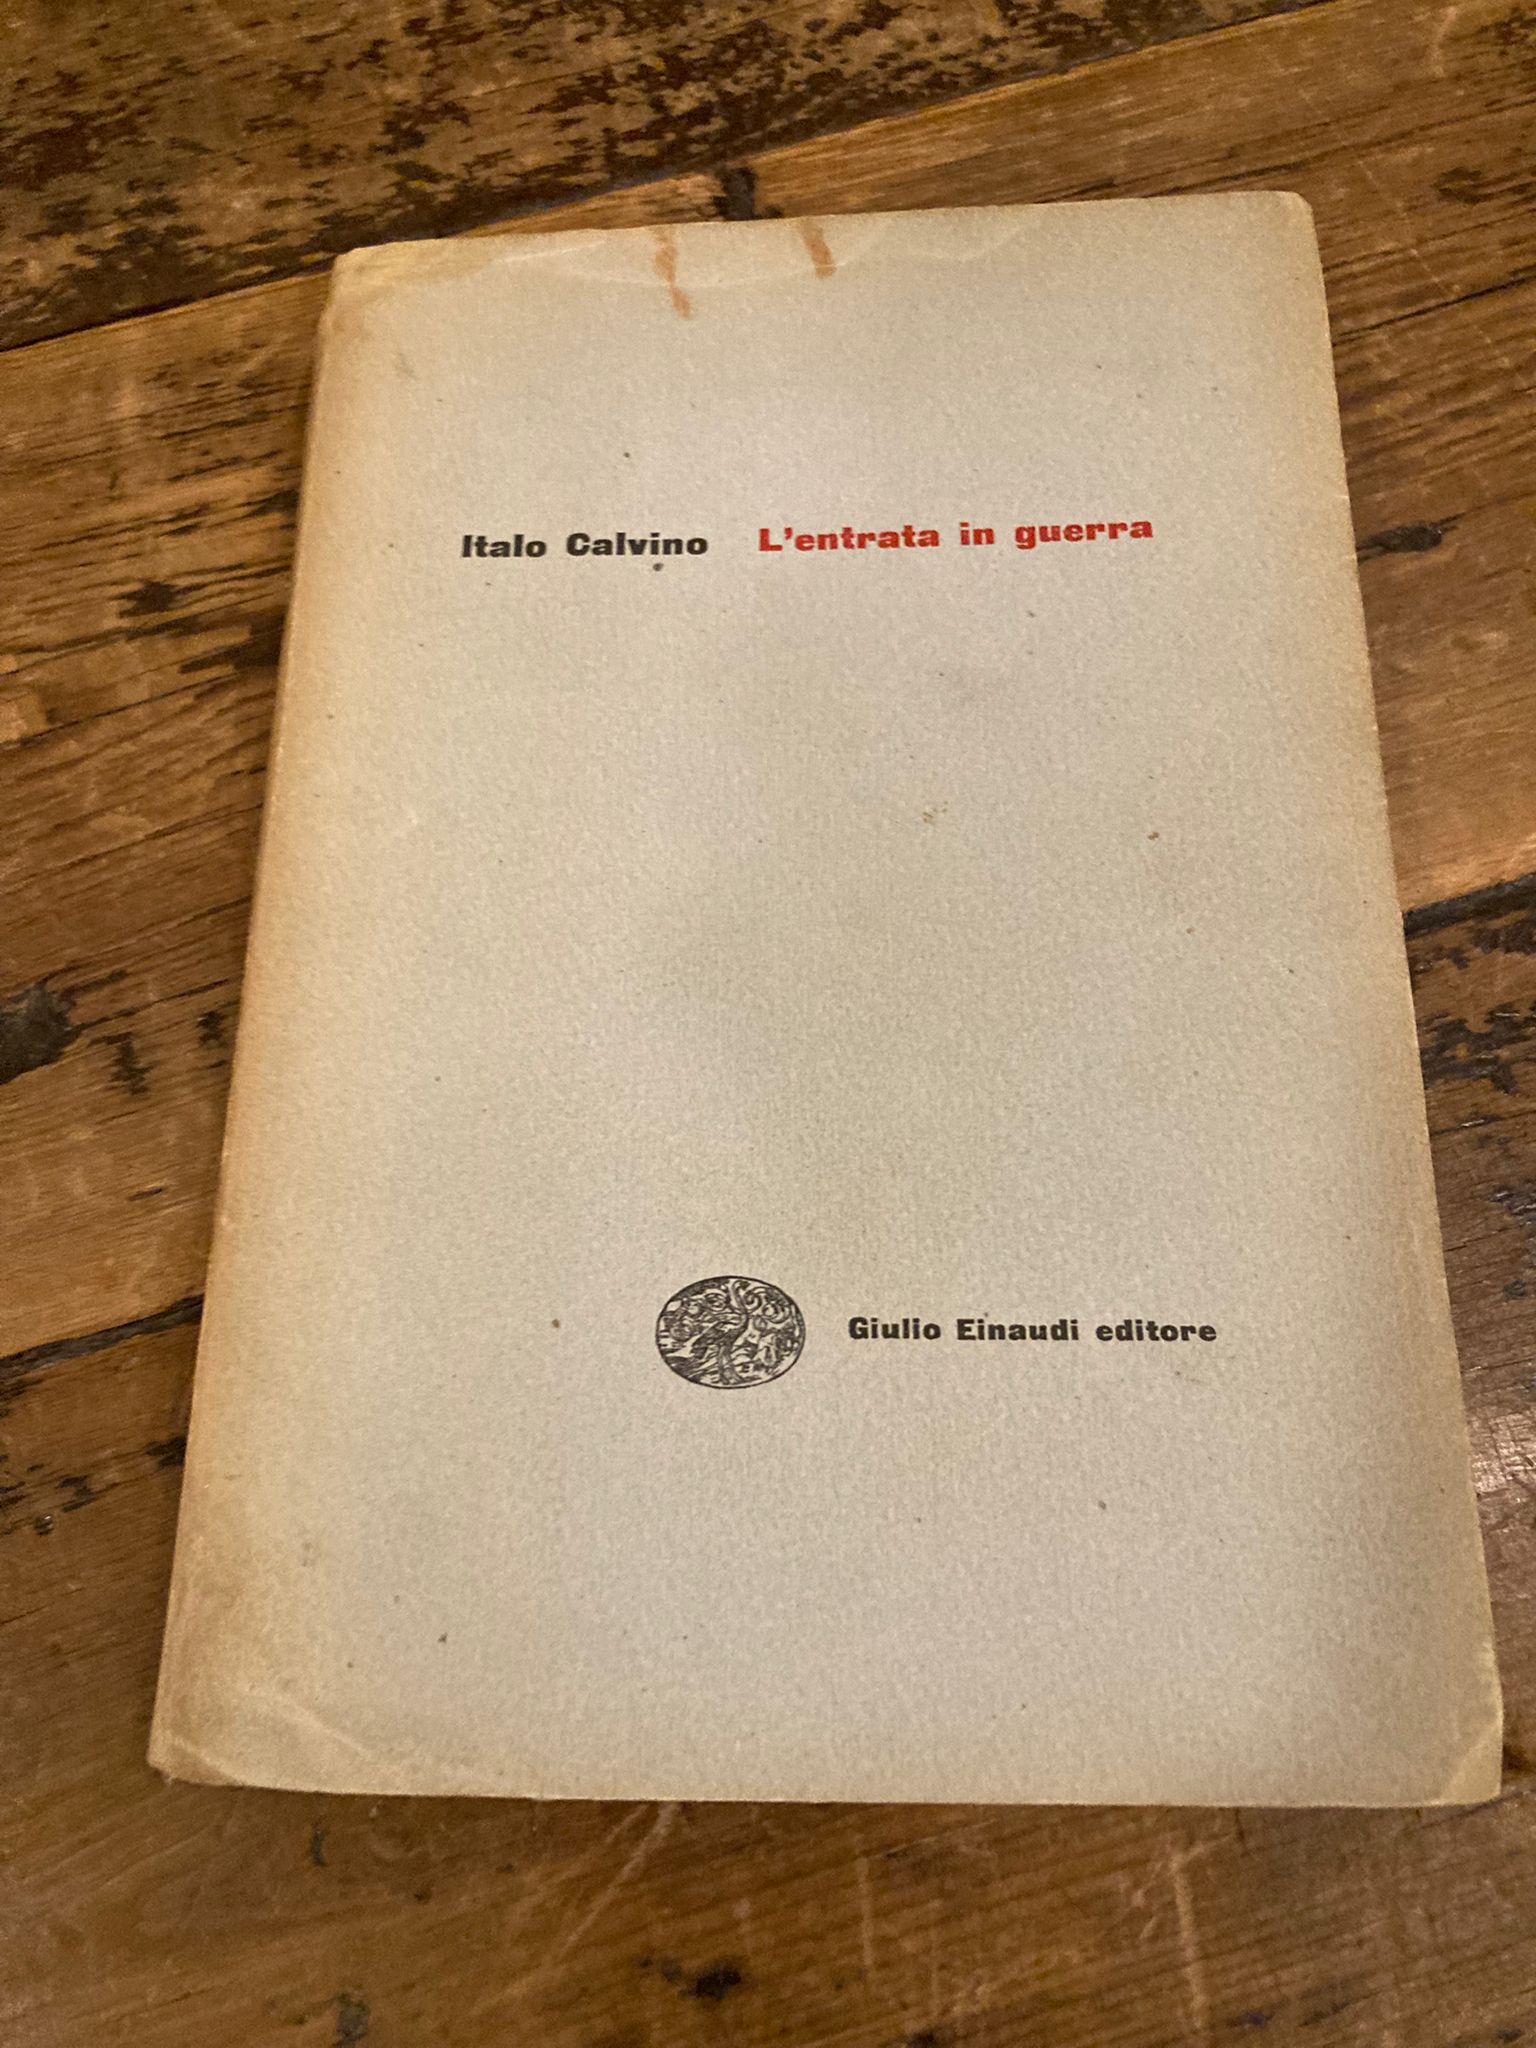 Italo Calvino L'entrata in guerra
Giulio Einaudi editore